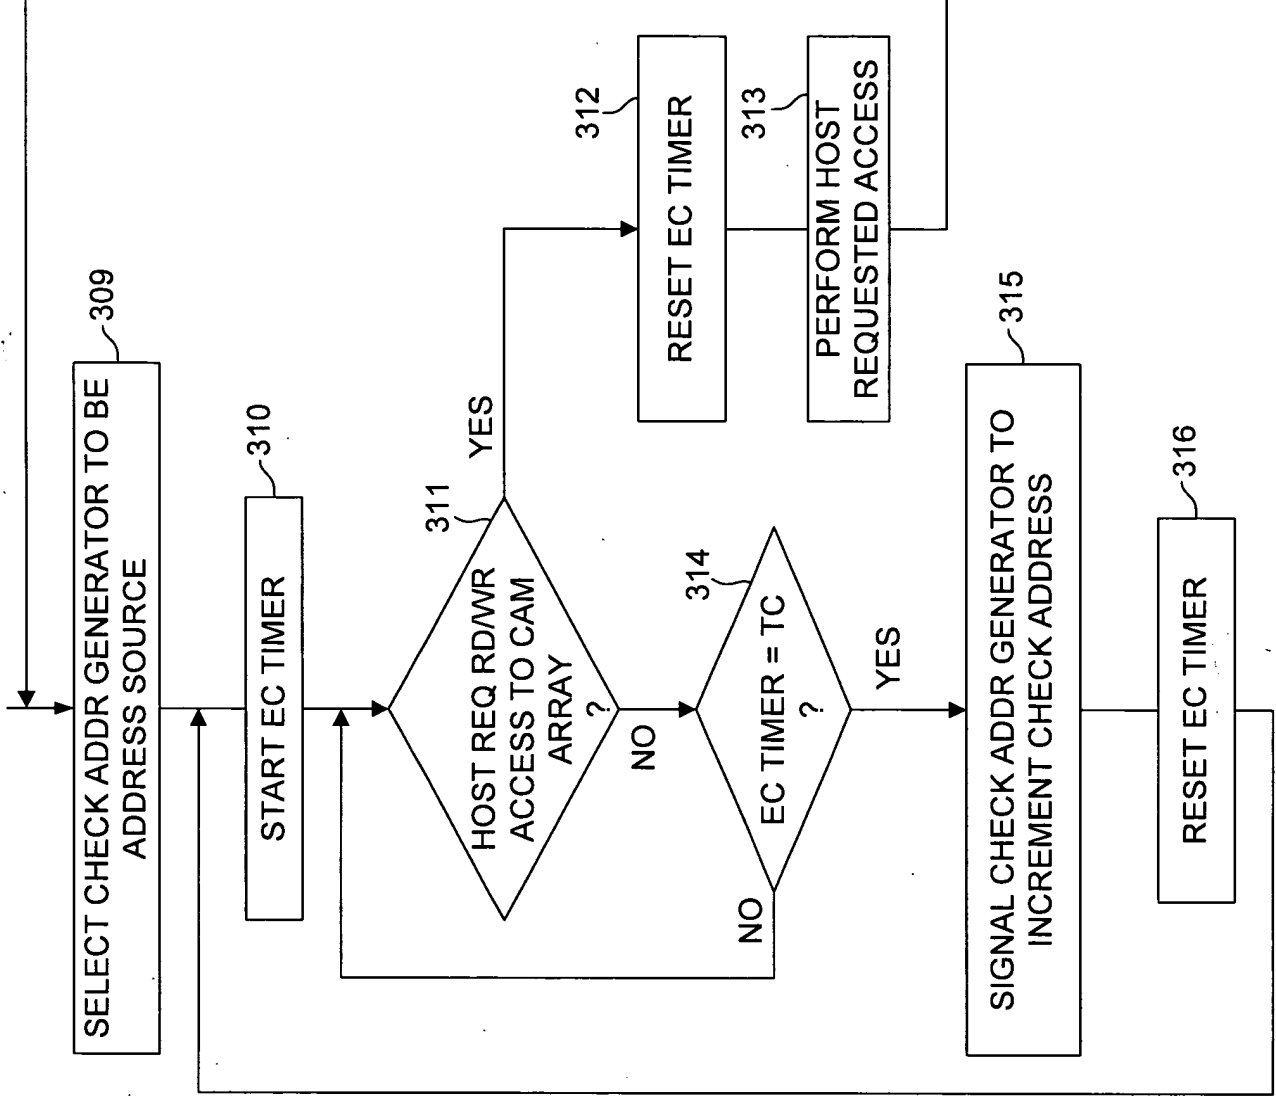 SELECT CHECK ADDR GENERATOR TO BE
ADDRESS SOURCE
309
START EC TIMER
310
HOST REQ RD/WR
ACCESS TO CAM
ARRAY
?
311
YES
NO
RESET EC TIMER
312
PERFORM HOST
REQUESTED ACCESS
313
EC TIMER = TC
?
314
NO
YES
SIGNAL CHECK ADDR GENERATOR TO
INCREMENT CHECK ADDRESS
315
RESET EC TIMER
316